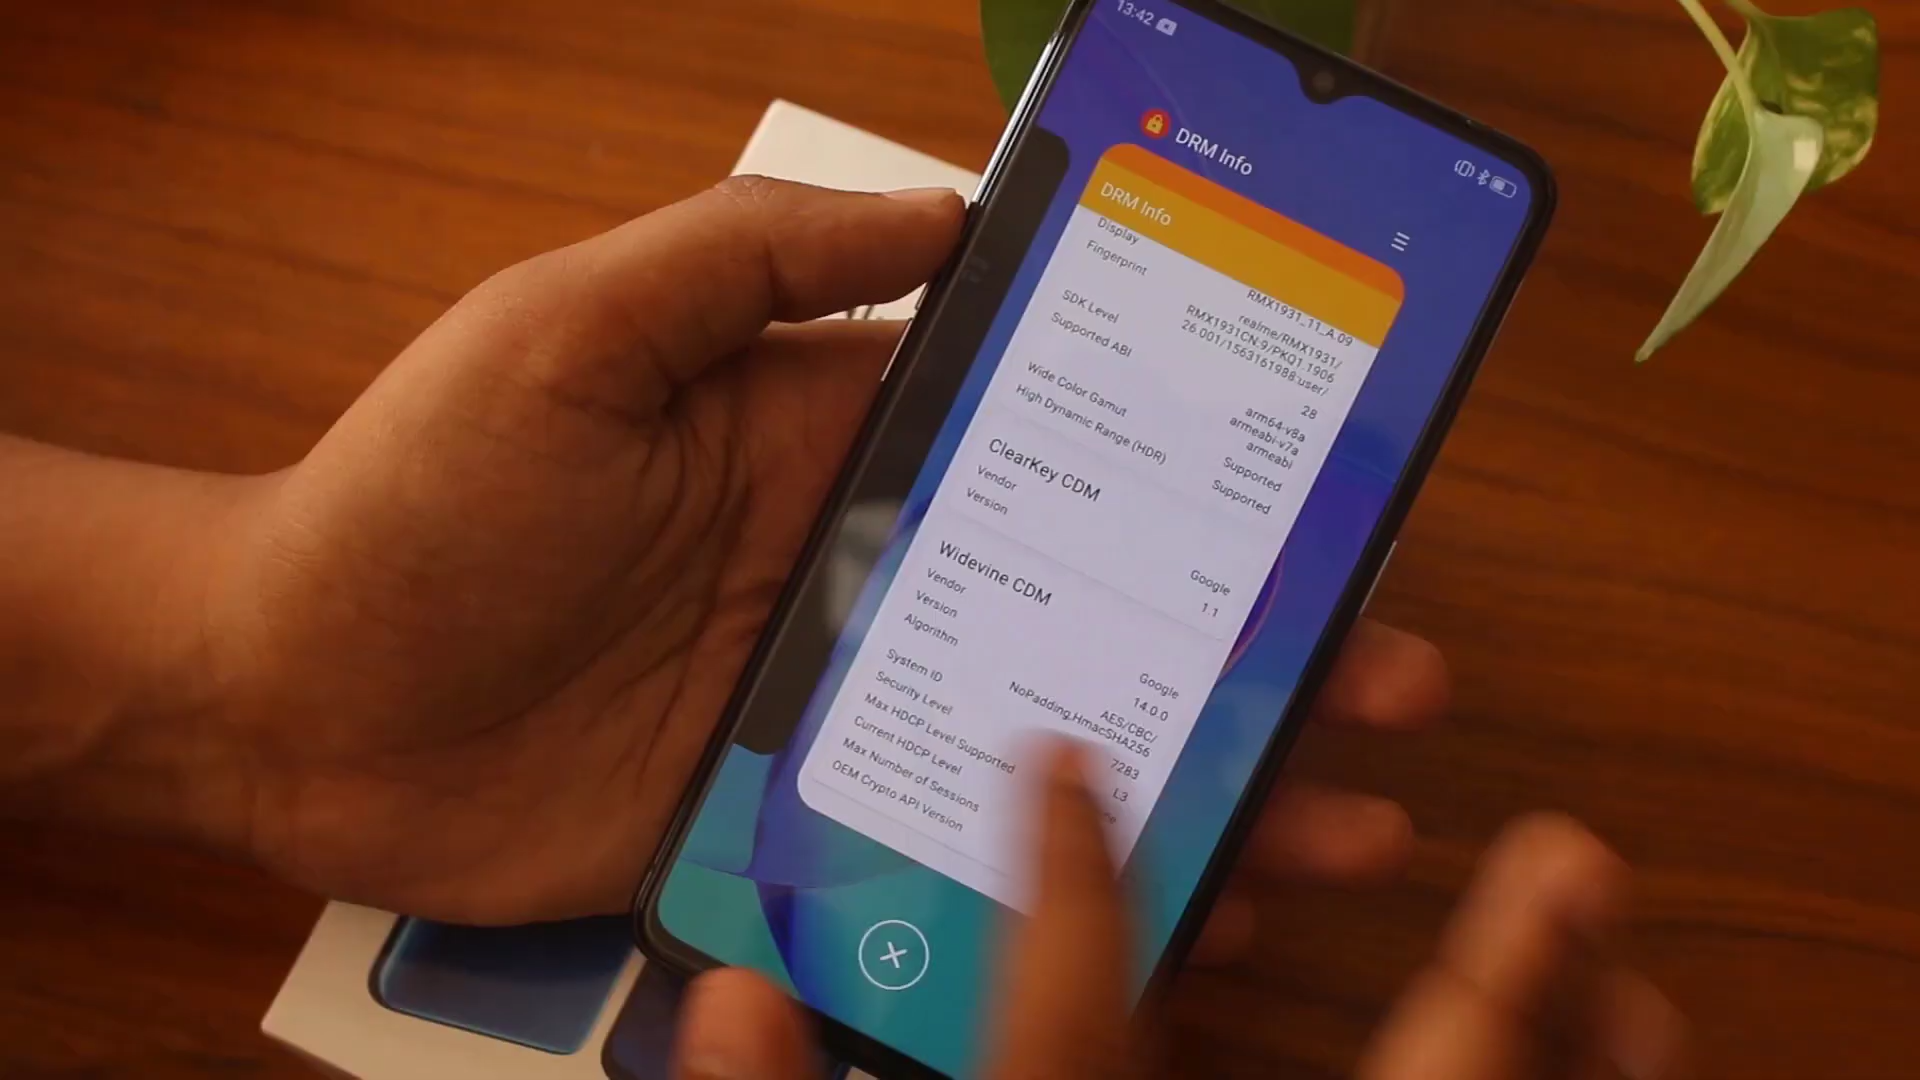 13:42
DRM Info
DRM Info
Display
RMX1931_11_A.09
Fingerprint
realme/RMX1931/
RMX1931CN:9/PKQ1.1906
26.001/1563161988:user/
SDK Level
28
Supported ABI
arm64-v8a
armeabi-v7a
armeabi
Wide Color Gamut
Supported
High Dynamic Range (HDR)
Supported
ClearKey CDM
Vendor
Google
Version
1.1
Widevine CDM
Vendor
Google
Version
14.0.0
Algorithm
AES/CBC/
NoPadding,HmacSHA256
System ID
7283
Security Level
L3
Max HDCP Level Supported
Current HDCP Level
Max Number of Sessions
OEM Crypto API Version